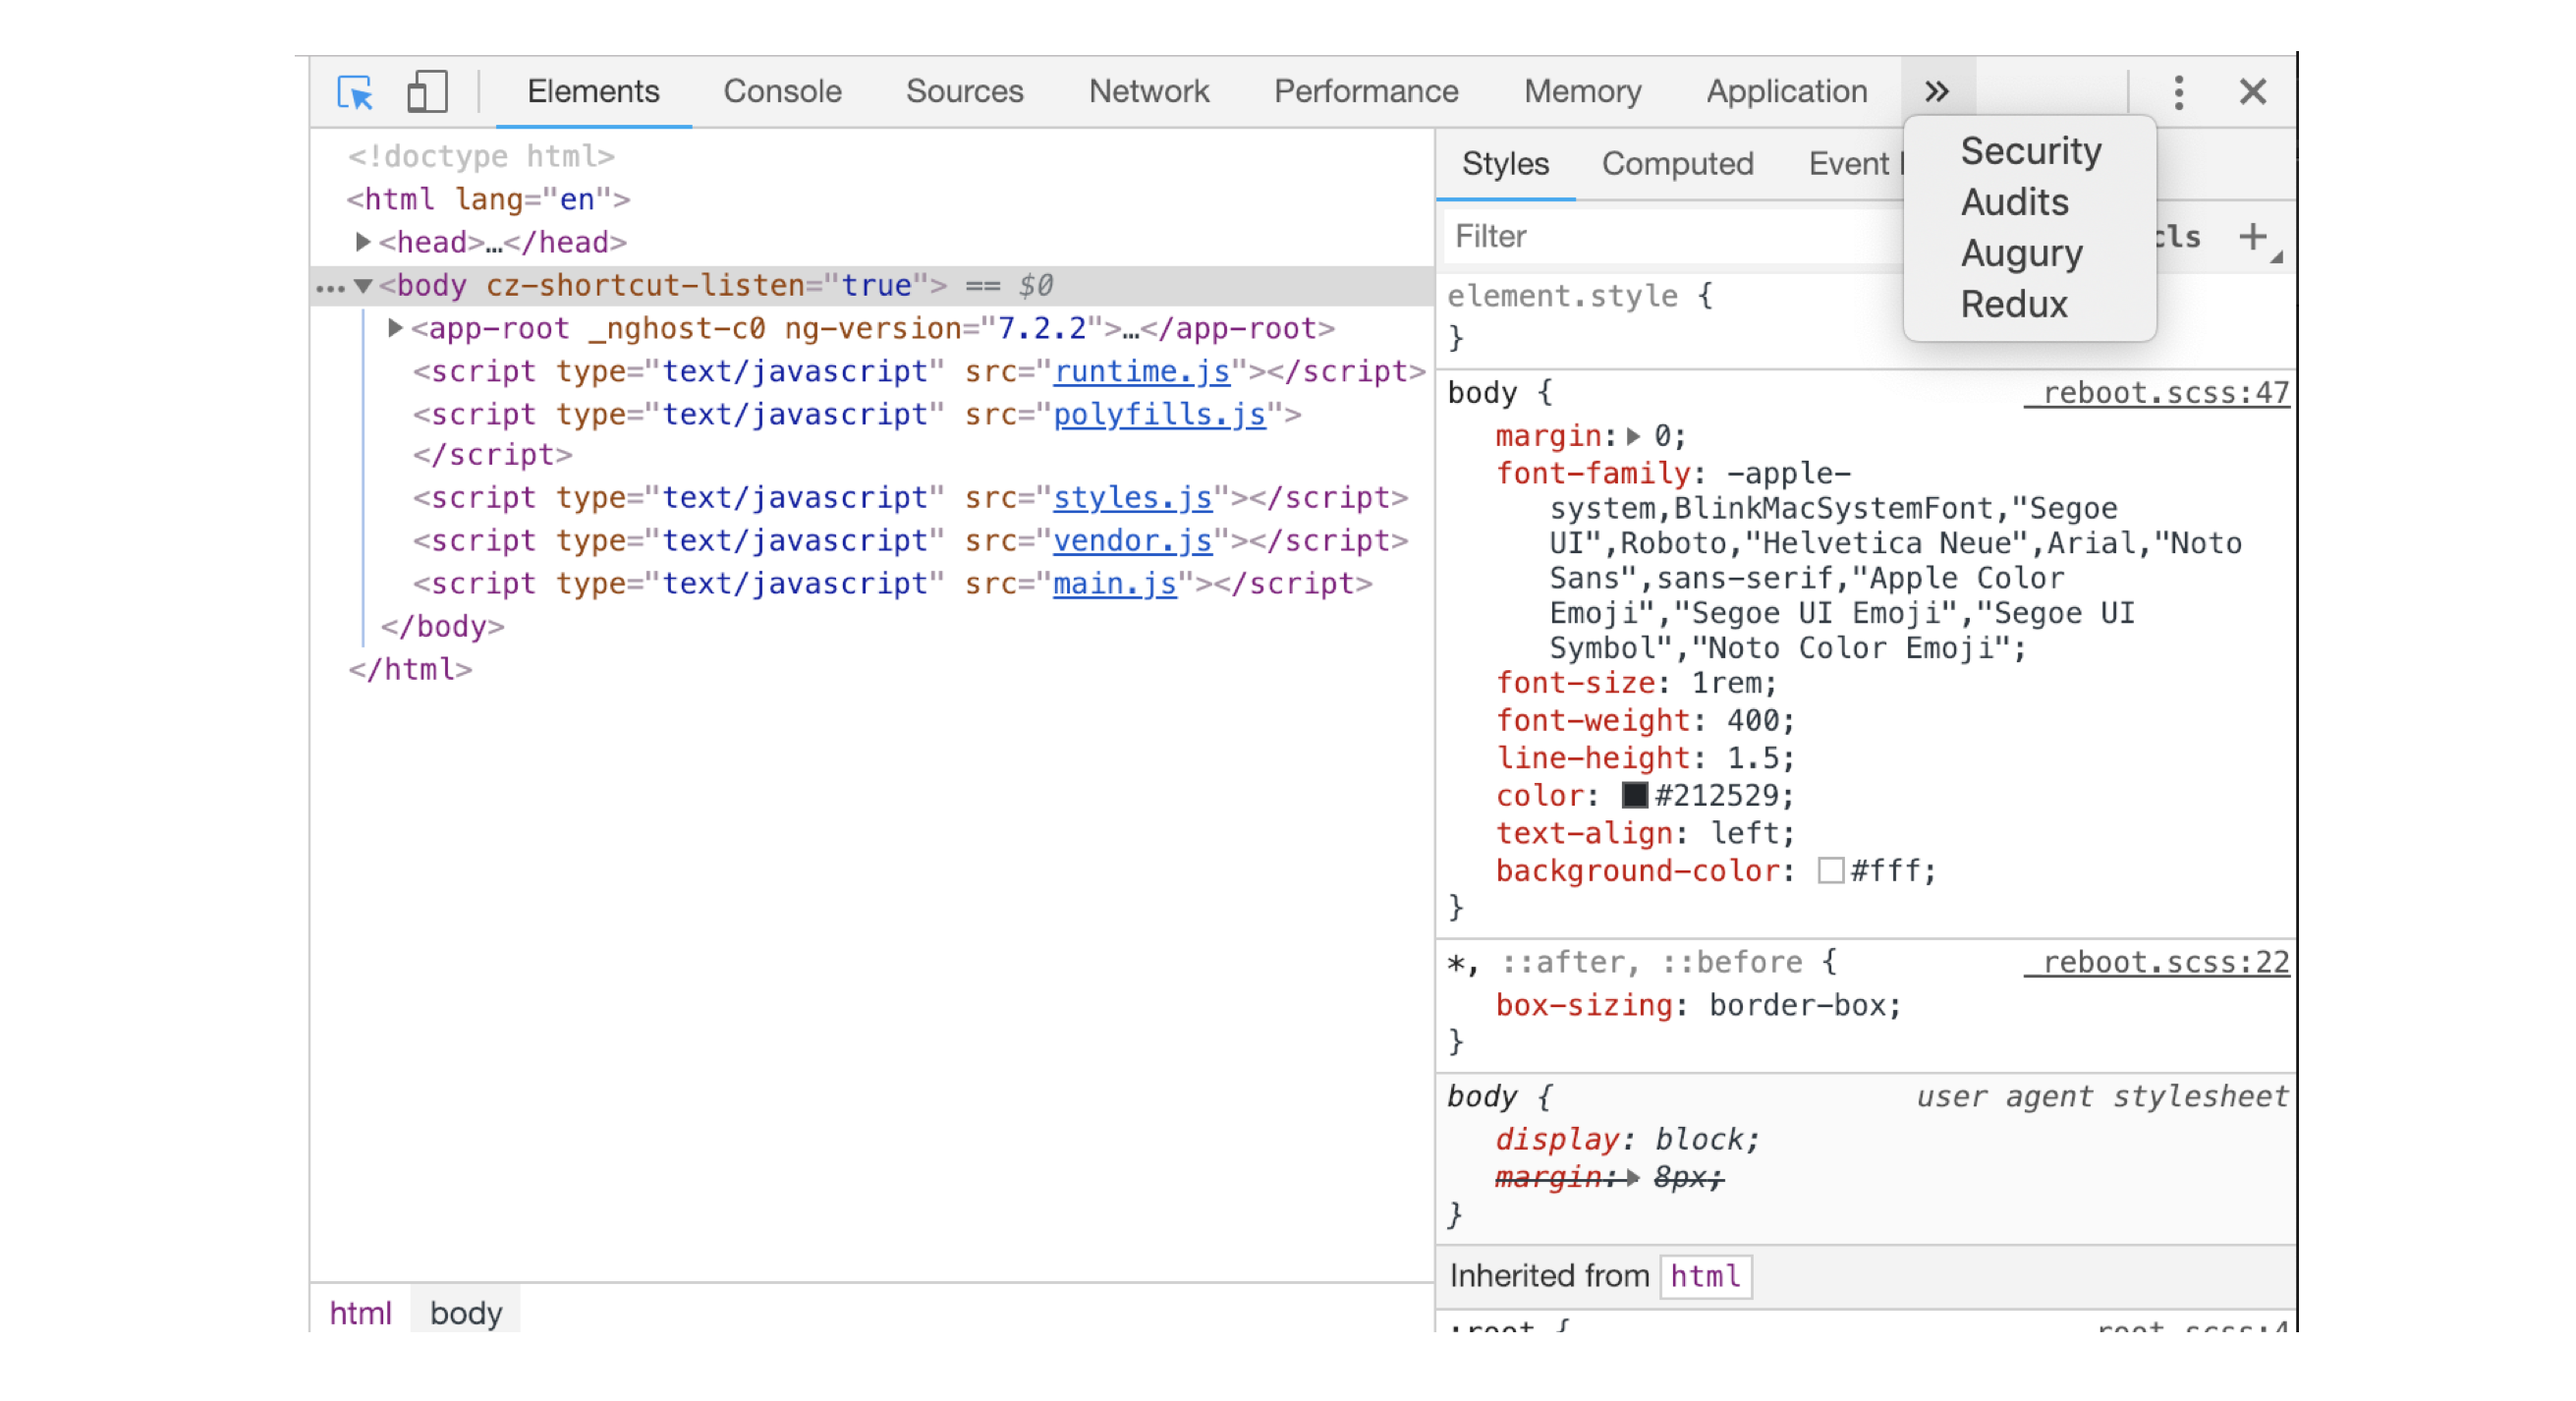 Elements Console Sources Network Performance Memory Application »
Security
Audits
Augury
Redux
<!doctype html>
<html lang="en">
<head>…</head>
… <body cz-shortcut-listen="true"> == $0
<app-root _nghost-c0 ng-version="7.2.2">…</app-root>
<script type="text/javascript" src="runtime.js"></script>
<script type="text/javascript" src="polyfills.js">
</script>
<script type="text/javascript" src="styles.js"></script>
<script type="text/javascript" src="vendor.js"></script>
<script type="text/javascript" src="main.js"></script>
</body>
</html>
html body
Styles Computed Event
Filter
cls +
element.style {
}
body { _reboot.scss:47
margin: 0;
font-family: -apple-
system,BlinkMacSystemFont,"Segoe
UI",Roboto,"Helvetica Neue",Arial,"Noto
Sans",sans-serif,"Apple Color
Emoji","Segoe UI Emoji","Segoe UI
Symbol","Noto Color Emoji";
font-size: 1rem;
font-weight: 400;
line-height: 1.5;
color: #212529;
text-align: left;
background-color: #fff;
}
*, ::after, ::before { _reboot.scss:22
box-sizing: border-box;
}
body { user agent stylesheet
display: block;
margin: 8px;
}
Inherited from html
:root { _root.scss:4